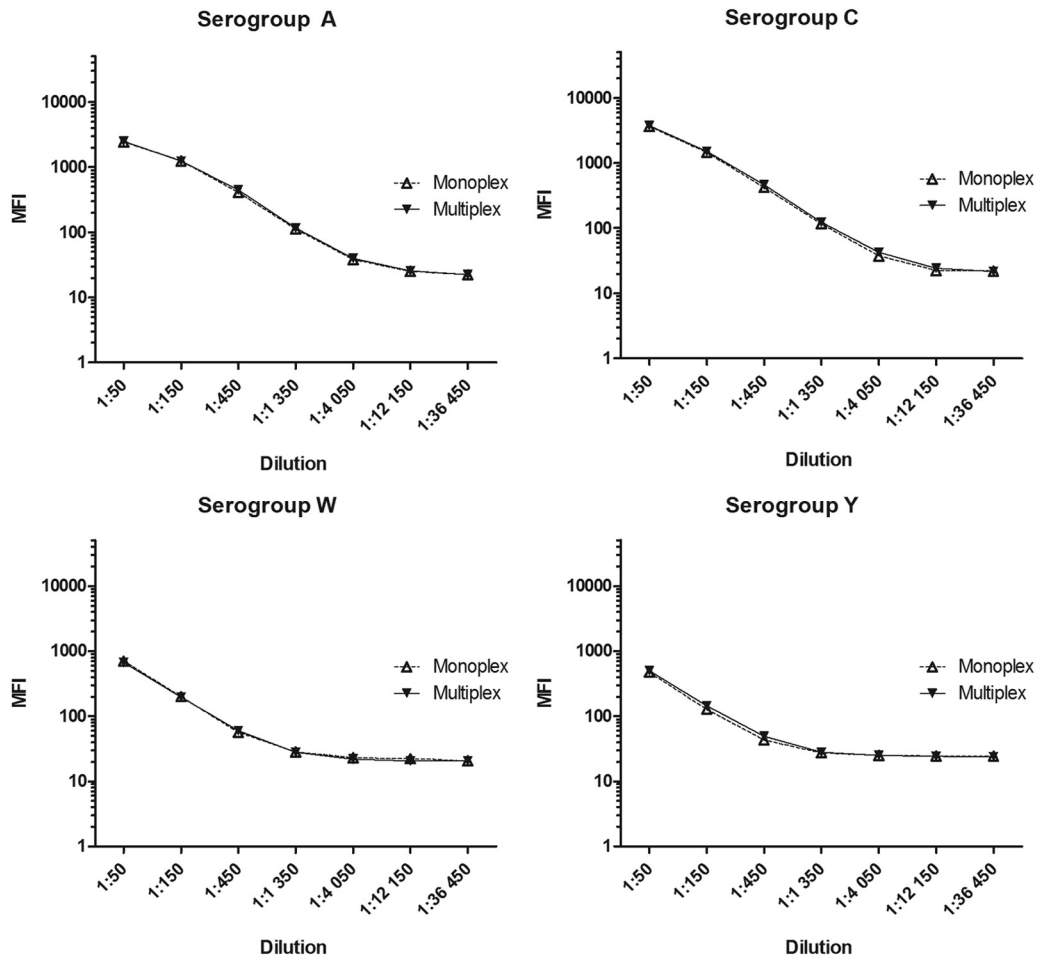 Serogroup A
10000
1000
100
10
1
MFI
Monoplex
Multiplex
1:50
1:150
1:450
1:1 350
1:4 050
1:12 150
1:36 450
Dilution
Serogroup C
10000
1000
100
10
1
MFI
Monoplex
Multiplex
1:50
1:150
1:450
1:1 350
1:4 050
1:12 150
1:36 450
Dilution
Serogroup W
10000
1000
100
10
1
MFI
Monoplex
Multiplex
1:50
1:150
1:450
1:1 350
1:4 050
1:12 150
1:36 450
Dilution
Serogroup Y
10000
1000
100
10
1
MFI
Monoplex
Multiplex
1:50
1:150
1:450
1:1 350
1:4 050
1:12 150
1:36 450
Dilution